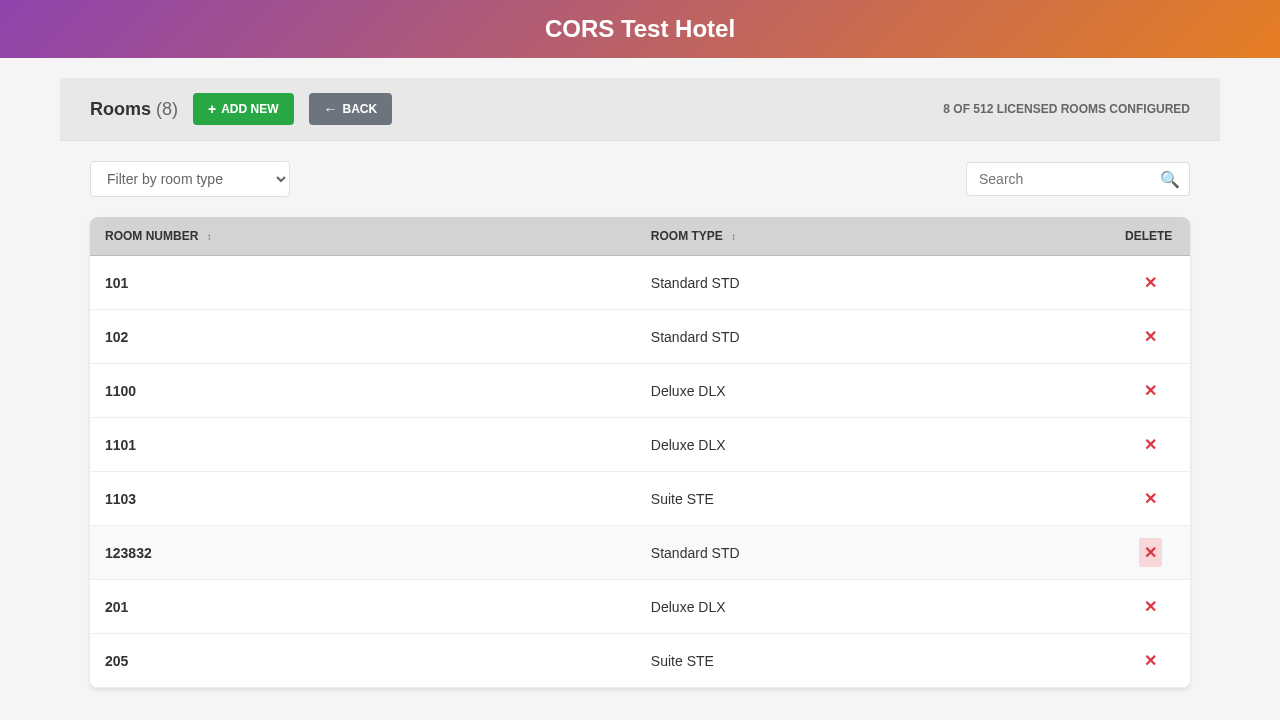 CORS Test Hotel
Rooms (8) + ADD NEW ← BACK 8 OF 512 LICENSED ROOMS CONFIGURED
Filter by room type Search
ROOM NUMBER ↕ ROOM TYPE ↕ DELETE
101 Standard STD ✕
102 Standard STD ✕
1100 Deluxe DLX ✕
1101 Deluxe DLX ✕
1103 Suite STE ✕
123832 Standard STD ✕
201 Deluxe DLX ✕
205 Suite STE ✕